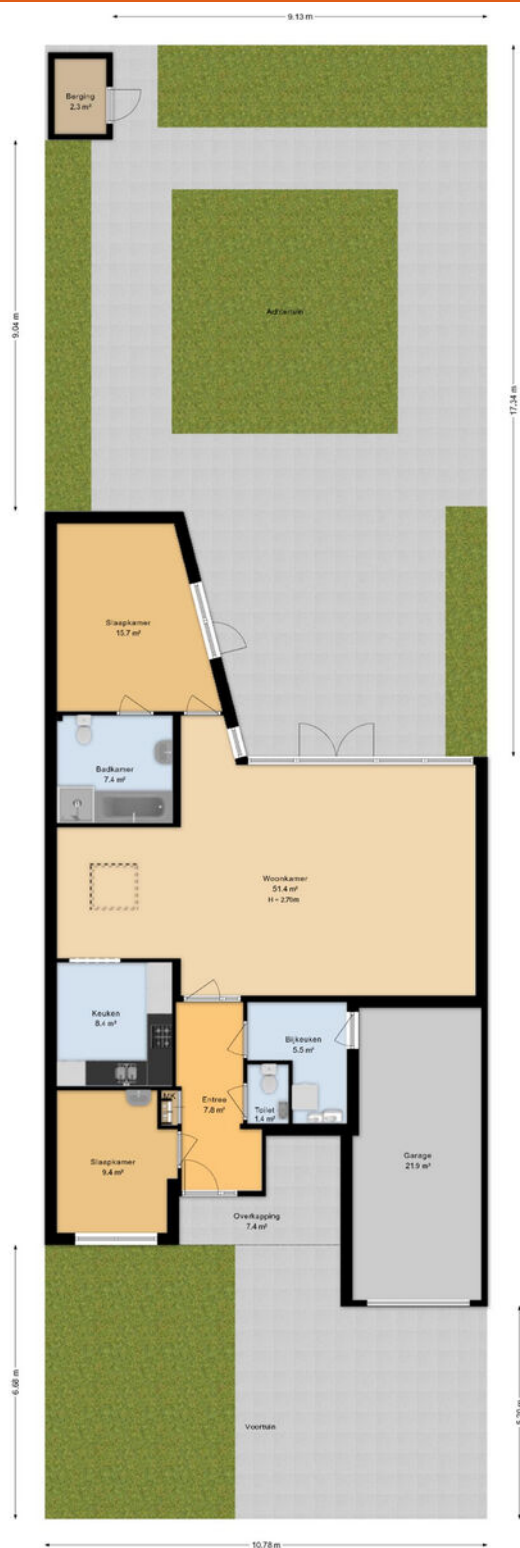 9.13 m
Berging
2.3 m²
9.04 m
Achtertuin
17.34 m
Slaapkamer
15.7 m²
Badkamer
7.4 m²
Woonkamer
51.4 m²
H = 2.70m
Keuken
8.4 m²
Bijkeuken
5.5 m²
Entree
7.8 m²
Toilet
1.4 m²
Slaapkamer
9.4 m²
Garage
21.9 m²
Overkapping
7.4 m²
6.68 m
Voortuin
10.78 m